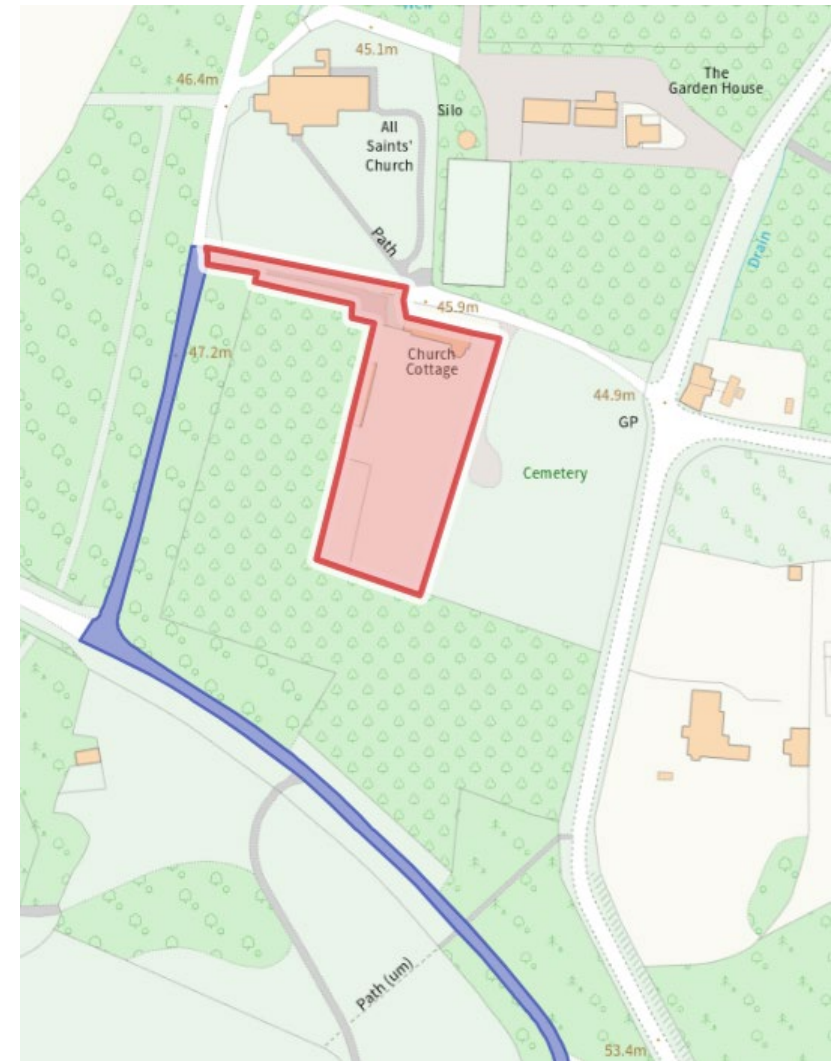 45.1m
46.4m
The
Garden House
Silo
All
Saints'
Church
Path
Drain
45.9m
47.2m
Church
Cottage
44.9m
GP
Cemetery
Path (um)
53.4m